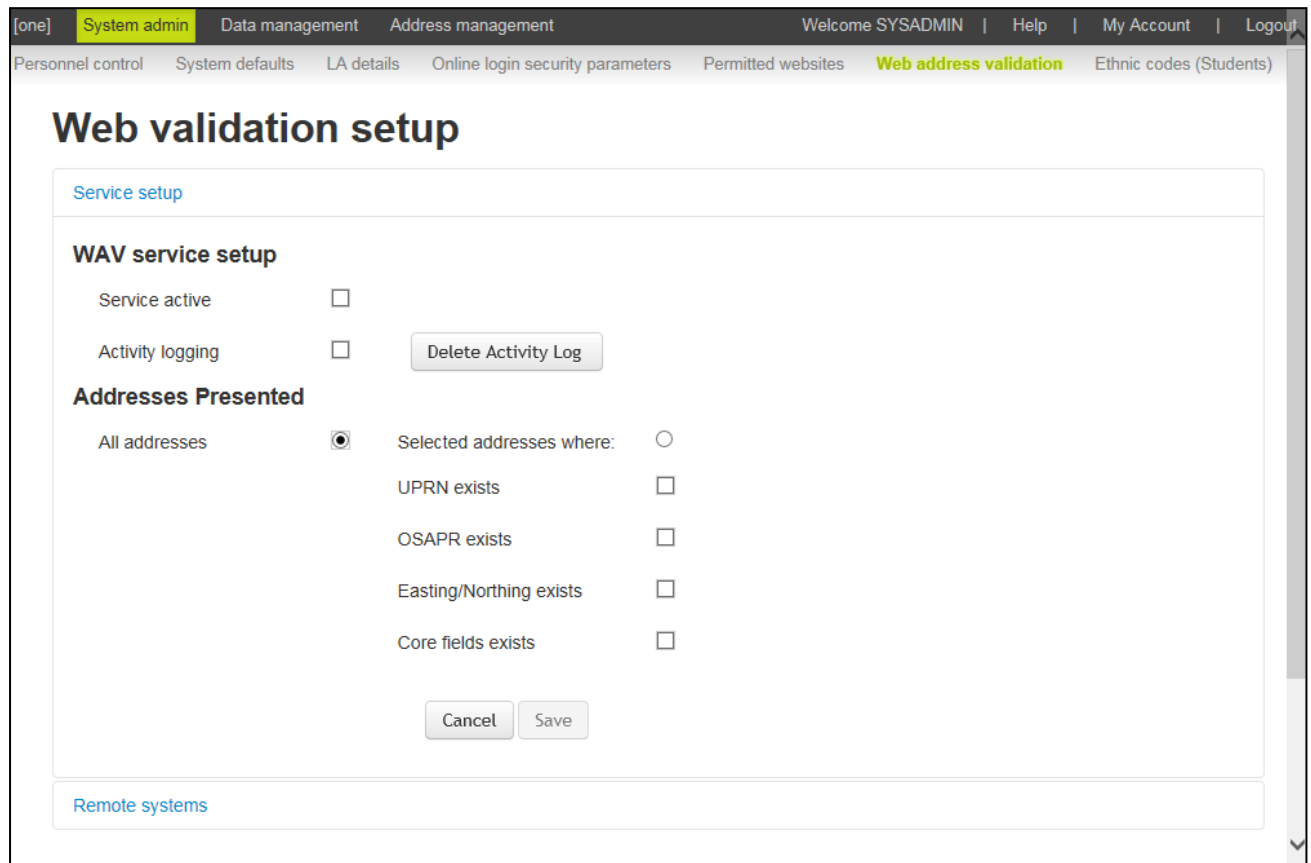 [one] System admin Data management Address management Welcome SYSADMIN | Help | My Account | Logout
Personnel control System defaults LA details Online login security parameters Permitted websites Web address validation Ethnic codes (Students)
Web validation setup
Service setup
WAV service setup
Service active
Activity logging Delete Activity Log
Addresses Presented
All addresses Selected addresses where:
UPRN exists
OSAPR exists
Easting/Northing exists
Core fields exists
Cancel Save
Remote systems